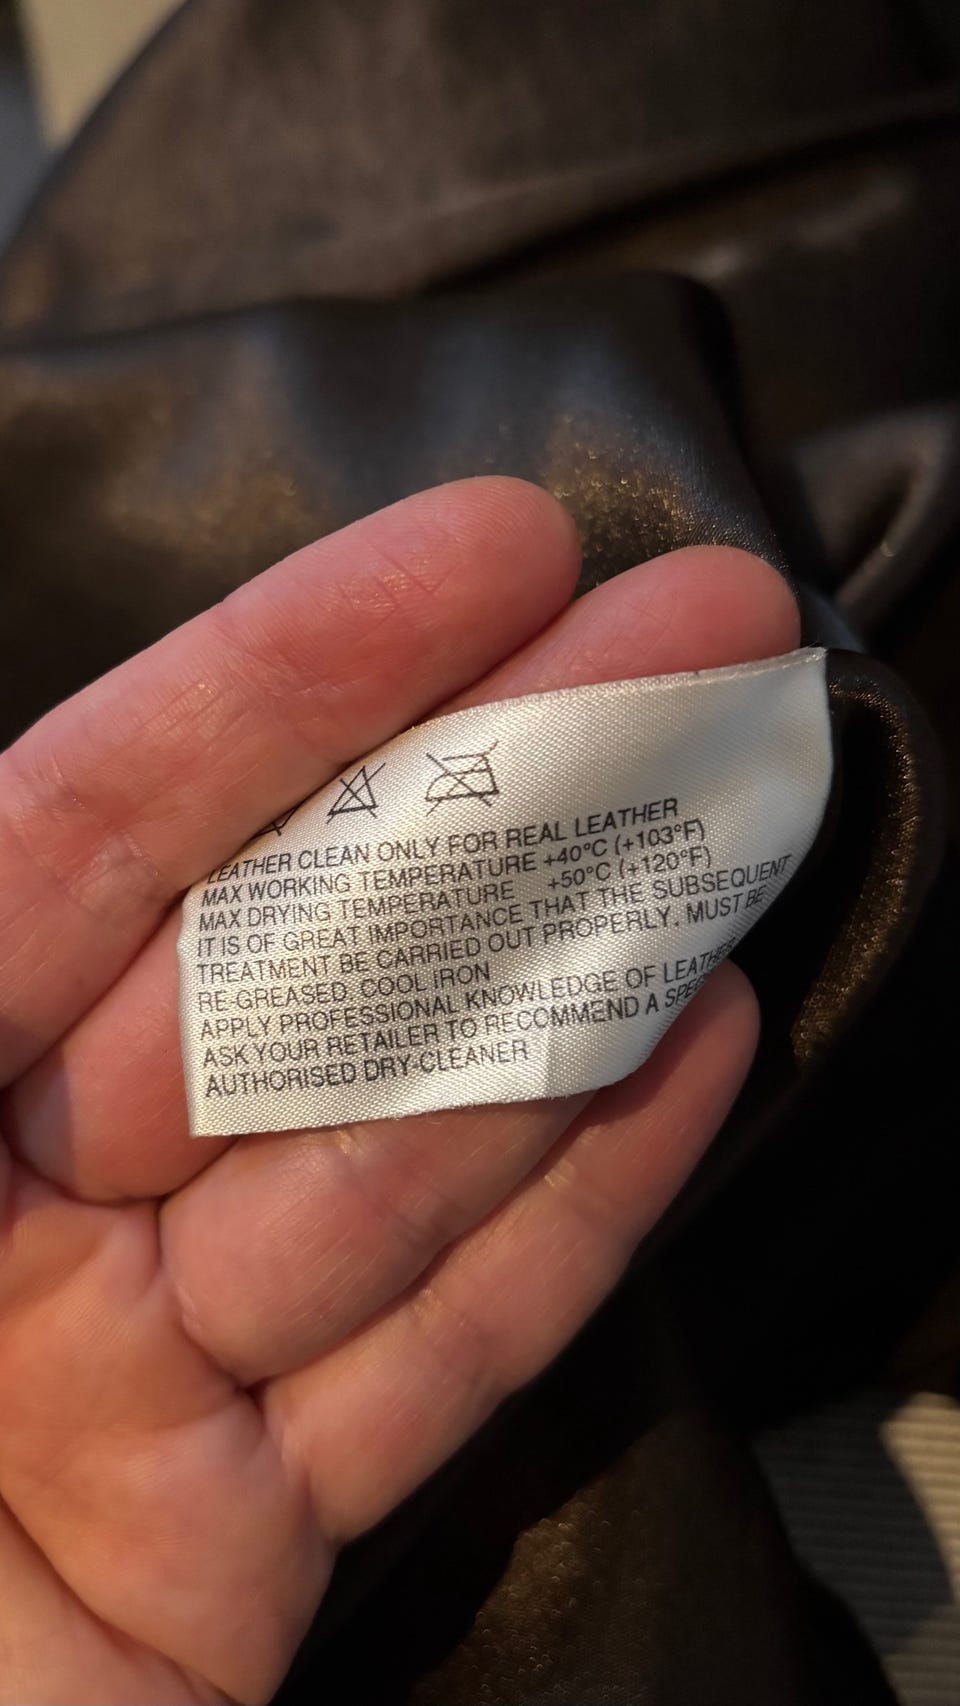 LEATHER CLEAN ONLY FOR REAL LEATHER
MAX WORKING TEMPERATURE +40°C (+103°F)
MAX DRYING TEMPERATURE +50°C (+120°F)
IT IS OF GREAT IMPORTANCE THAT THE SUBSEQUENT
TREATMENT BE CARRIED OUT PROPERLY. MUST BE
RE-GREASED. COOL IRON
APPLY PROFESSIONAL KNOWLEDGE OF LEATHER
ASK YOUR RETAILER TO RECOMMEND A
AUTHORISED DRY-CLEANER